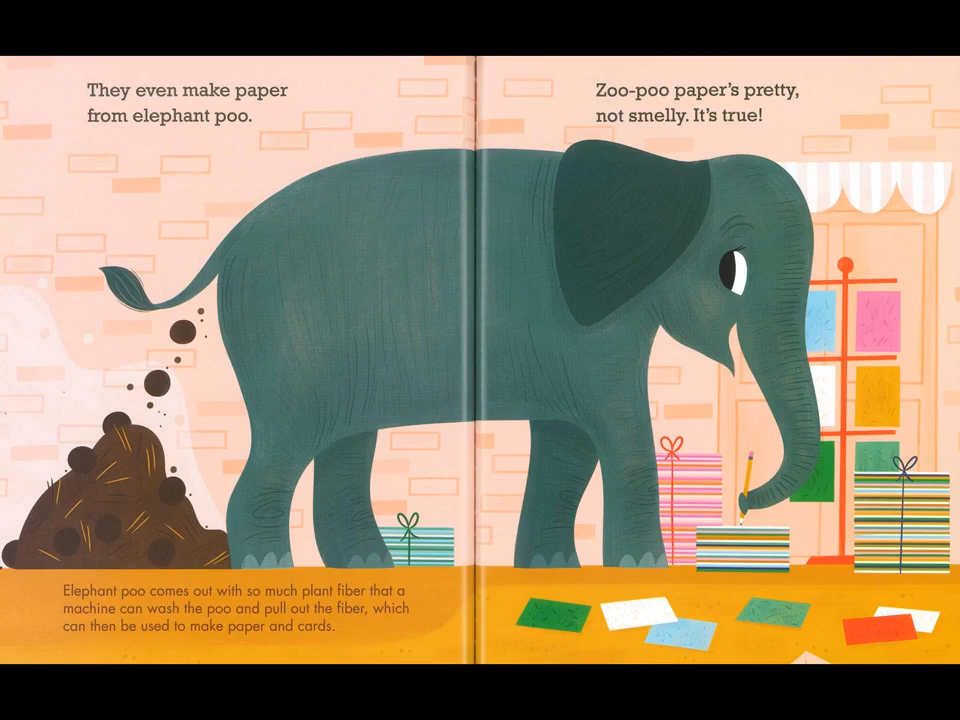 They even make paper
from elephant poo.
Zoo-poo paper's pretty,
not smelly. It's true!
Elephant poo comes out with so much plant fiber that a
machine can wash the poo and pull out the fiber, which
can then be used to make paper and cards.